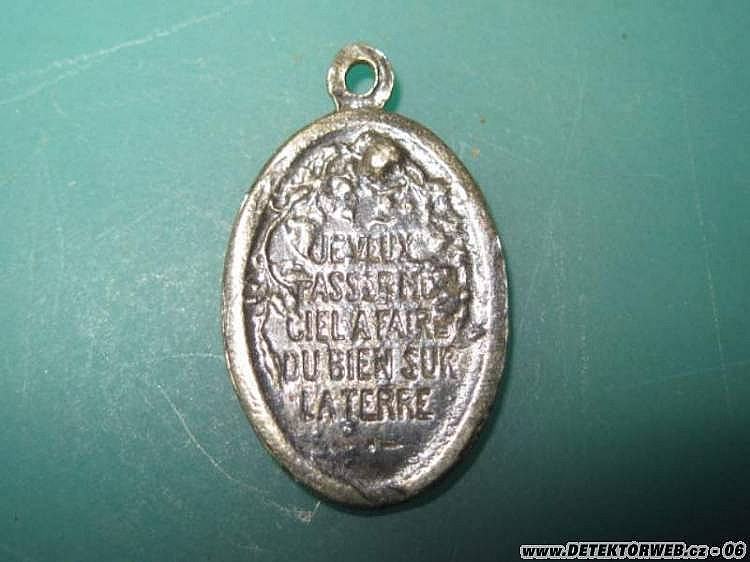 JE VEUX
PASSER MON
CIEL A FAIRE
DU BIEN SUR
LA TERRE
www.DETEKTORWEB.cz - 06